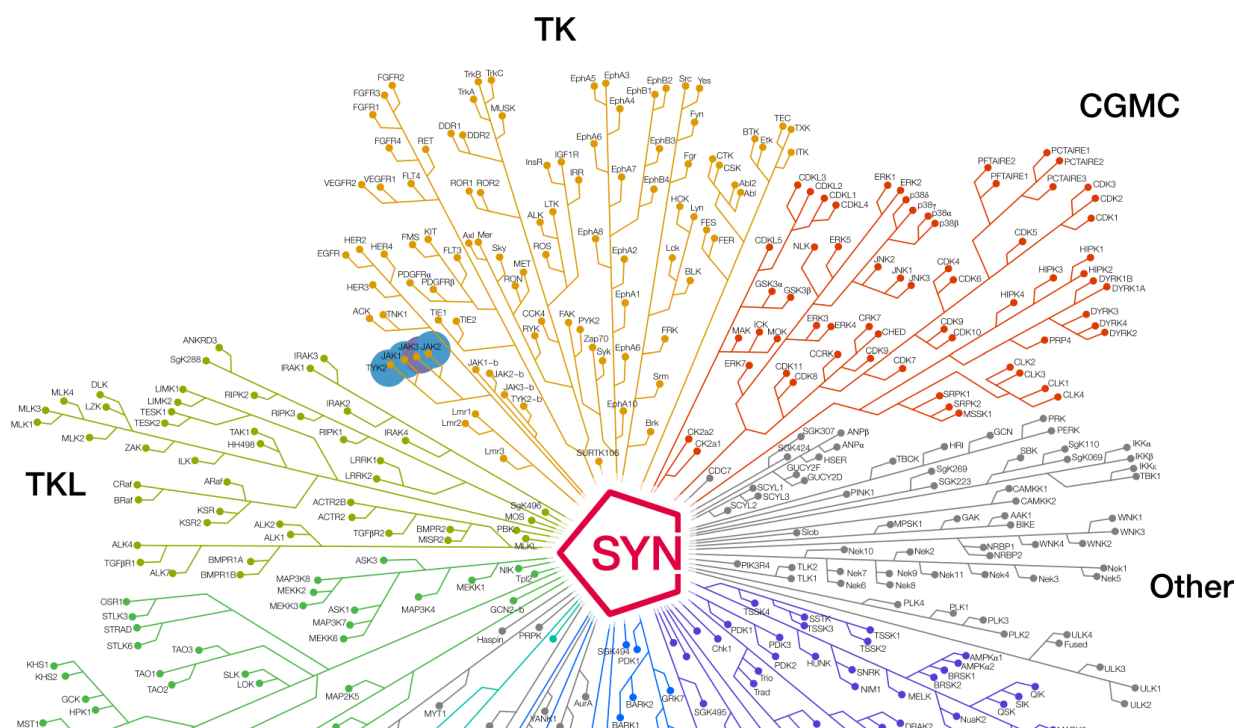 TK
CGMC
TKL
Other
SYN
FGFR2
FGFR3
FGFR1
FGFR4
RET
VEGFR2
VEGFR1
FLT4
TrkB
TrkC
TrkA
MUSK
DDR1
DDR2
ROR1
ROR2
HER2
EGFR
HER4
HER3
FMS
KIT
FLT3
PDGFRα
PDGFRβ
Axl
Mer
Sky
MET
RON
ACK
TNK1
TIE1
TIE2
JAK1
JAK3
JAK2
TYK2
JAK1~b
JAK2~b
JAK3~b
TYK2~b
Lmr1
Lmr2
Lmr3
InsR
IGF1R
IRR
LTK
ALK
ROS
CCK4
RYK
FAK
PYK2
Zap70
Syk
SURTK106
EphA5
EphA3
EphA4
EphA6
EphA7
EphA8
EphA2
EphA1
EphA6
EphA10
EphB2
EphB1
EphB3
EphB4
Src
Yes
Fyn
Fgr
HCK
Lyn
Lck
BLK
FRK
Srm
Brk
CTK
CSK
Abl2
Abl
FES
FER
TEC
TXK
BTK
Etk
ITK
CDKL3
CDKL2
CDKL1
CDKL4
CDKL5
ERK1
ERK2
p38δ
p38γ
p38α
p38β
NLK
ERK5
JNK2
JNK1
JNK3
GSK3α
GSK3β
MAK
ICK
MOK
ERK3
ERK4
ERK7
CRK7
CHED
CCRK
CDK9
CDK7
CDK11
CDK8
CK2a2
CK2a1
PCTAIRE1
PCTAIRE2
PFTAIRE2
PFTAIRE1
PCTAIRE3
CDK3
CDK2
CDK1
CDK5
CDK4
CDK6
CDK9
CDK10
HIPK1
HIPK3
HIPK2
HIPK4
DYRK1B
DYRK1A
DYRK3
DYRK4
DYRK2
PRP4
CLK2
CLK3
CLK1
CLK4
SRPK1
SRPK2
MSSK1
ANKRD3
SgK288
IRAK3
IRAK1
RIPK2
IRAK2
RIPK3
RIPK1
IRAK4
DLK
MLK4
LZK
MLK3
MLK1
MLK2
LIMK1
LIMK2
TESK1
TESK2
TAK1
HH498
ZAK
ILK
LRRK1
LRRK2
CRaf
BRaf
ARaf
KSR
KSR2
ACTR2B
ACTR2
TGFβR2
BMPR2
MISR2
ALK2
ALK1
ALK4
TGFβR1
ALK7
BMPR1A
BMPR1B
SgK496
MOS
PBK
MLKL
NIK
Tpl2
GCN2~b
ASK3
MEKK1
MAP3K8
MEKK2
MEKK3
ASK1
MAP3K7
MEKK6
MAP3K4
OSR1
STLK3
STRAD
STLK6
TAO3
TAO1
TAO2
SLK
LOK
KHS1
KHS2
GCK
HPK1
MST1
MAP2K5
Haspin
PRPK
MYT1
YANK1
AurA
SGK494
PDK1
BARK2
BARK1
GRK7
CDC7
SGK307
SGK424
ANPβ
ANPα
HSER
GUCY2F
GUCY2D
SCYL1
SCYL3
SCYL2
PINK1
TBCK
HRI
GCN
PRK
PERK
SgK269
SGK223
SBK
SgK110
SgK069
IKKα
IKKβ
IKKε
TBK1
CAMKK1
CAMKK2
Slob
MPSK1
GAK
AAK1
BIKE
WNK1
WNK3
WNK4
WNK2
NRBP1
NRBP2
Nek10
Nek2
PIK3R4
TLK2
TLK1
Nek7
Nek6
Nek9
Nek8
Nek11
Nek4
Nek3
Nek1
Nek5
PLK4
PLK1
PLK3
PLK2
ULK4
Fused
ULK3
ULK1
ULK2
TSSK4
SSTK
TSSK3
TSSK1
TSSK2
PDK1
Chk1
PDK3
PDK2
Trio
Trad
SGK495
HUNK
SNRK
NIM1
MELK
AMPKα1
AMPKα2
BRSK1
BRSK2
QIK
SIK
QSK
NuaK2